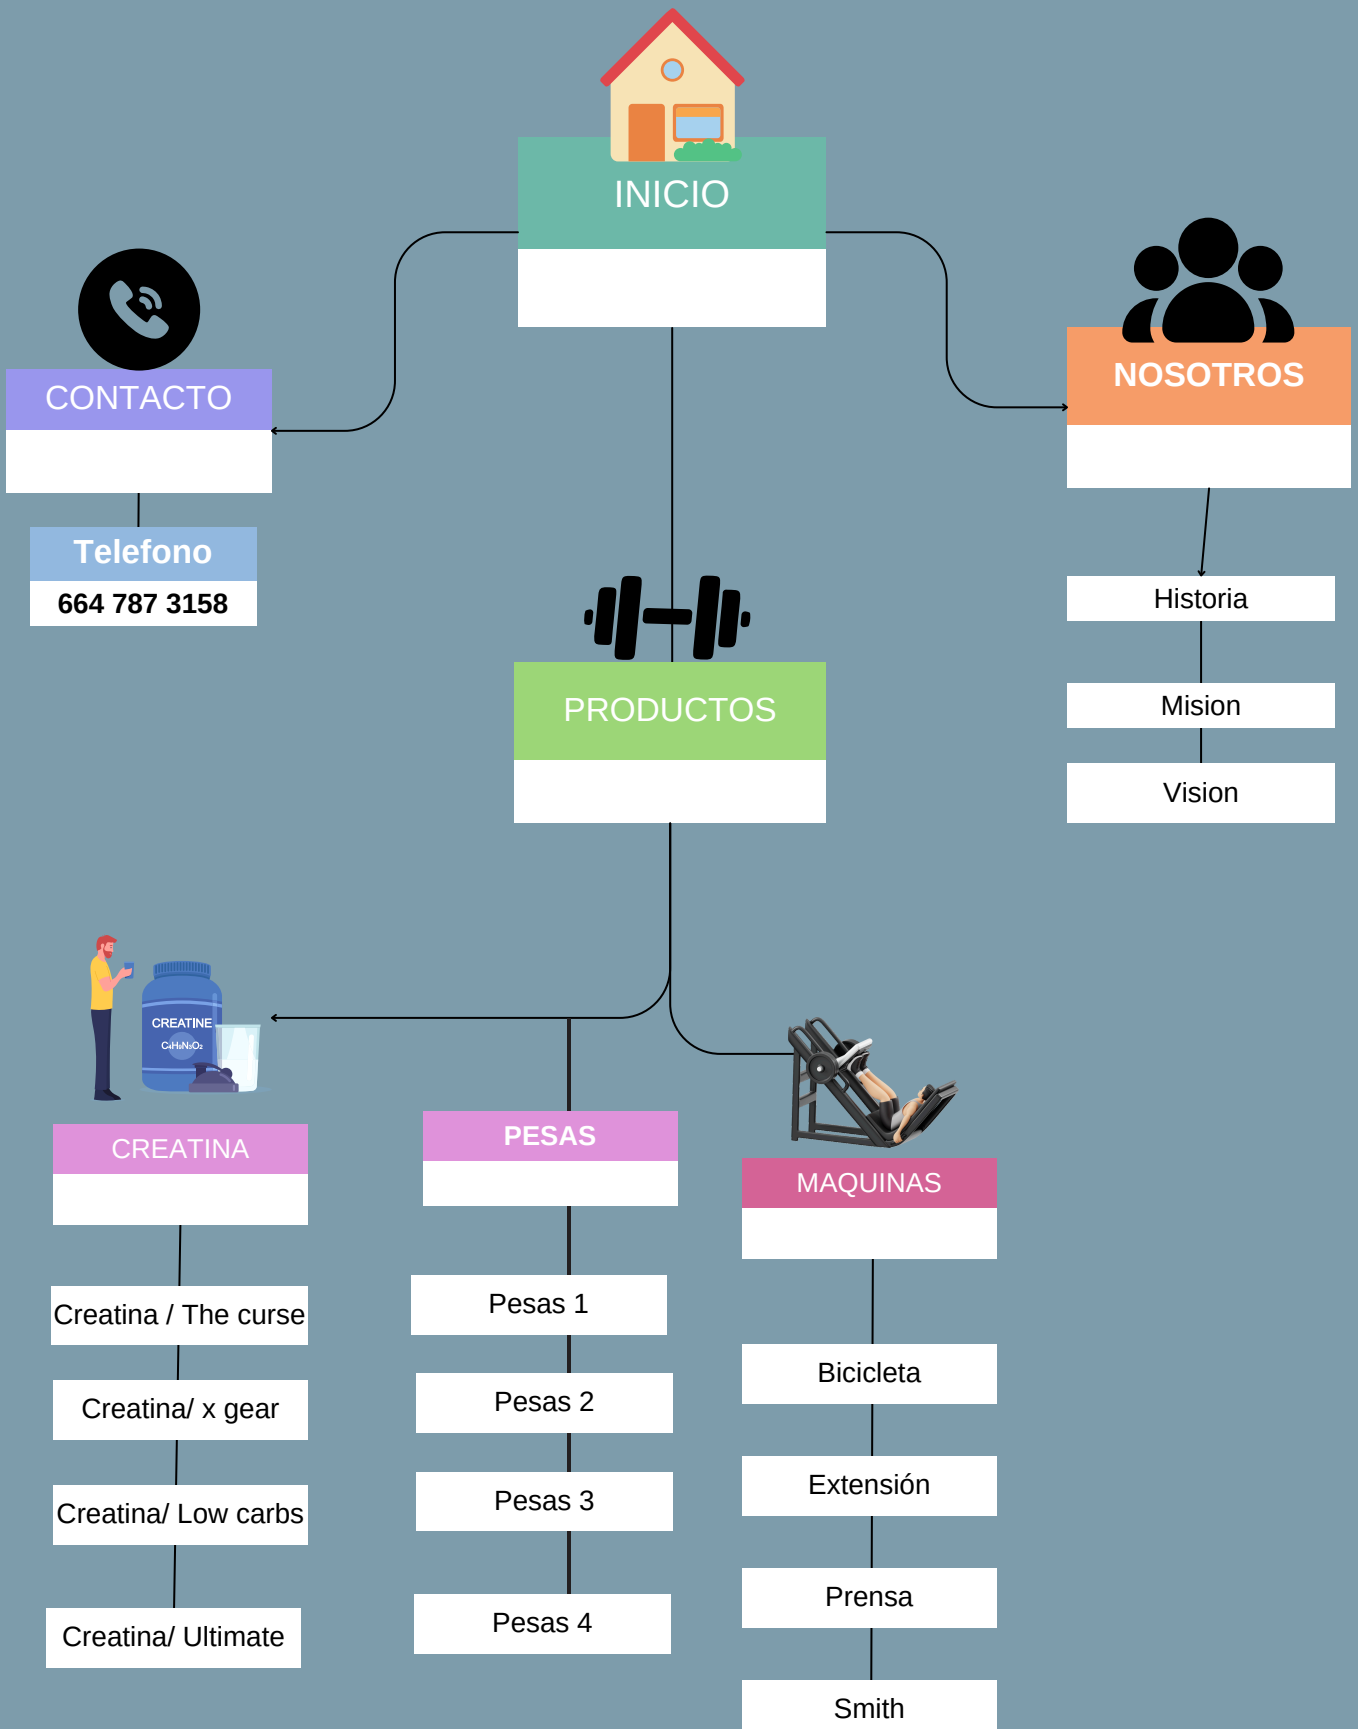 INICIO
CONTACTO
Telefono
664 787 3158
NOSOTROS
Historia
Mision
Vision
PRODUCTOS
CREATINE
C₄H₉N₃O₂
CREATINA
Creatina / The curse
Creatina/ x gear
Creatina/ Low carbs
Creatina/ Ultimate
PESAS
Pesas 1
Pesas 2
Pesas 3
Pesas 4
MAQUINAS
Bicicleta
Extensión
Prensa
Smith